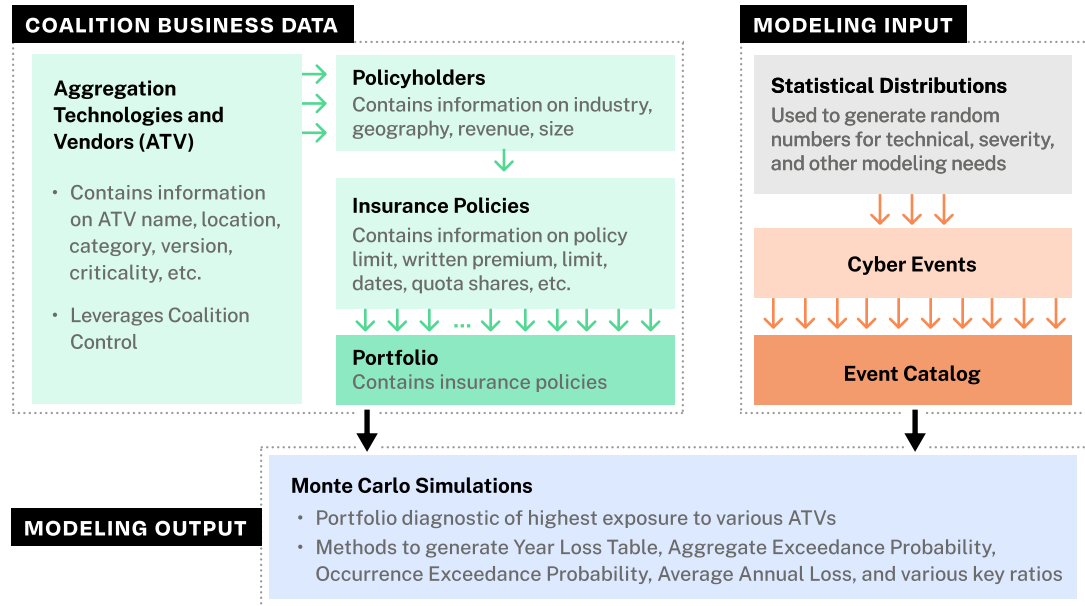 COALITION BUSINESS DATA
Aggregation
Technologies and
Vendors (ATV)
• Contains information
on ATV name, location,
category, version,
criticality, etc.
• Leverages Coalition
Control
Policyholders
Contains information on industry,
geography, revenue, size
Insurance Policies
Contains information on policy
limit, written premium, limit,
dates, quota shares, etc.
...
Portfolio
Contains insurance policies
MODELING INPUT
Statistical Distributions
Used to generate random
numbers for technical, severity,
and other modeling needs
Cyber Events
Event Catalog
MODELING OUTPUT
Monte Carlo Simulations
• Portfolio diagnostic of highest exposure to various ATVs
• Methods to generate Year Loss Table, Aggregate Exceedance Probability,
Occurrence Exceedance Probability, Average Annual Loss, and various key ratios